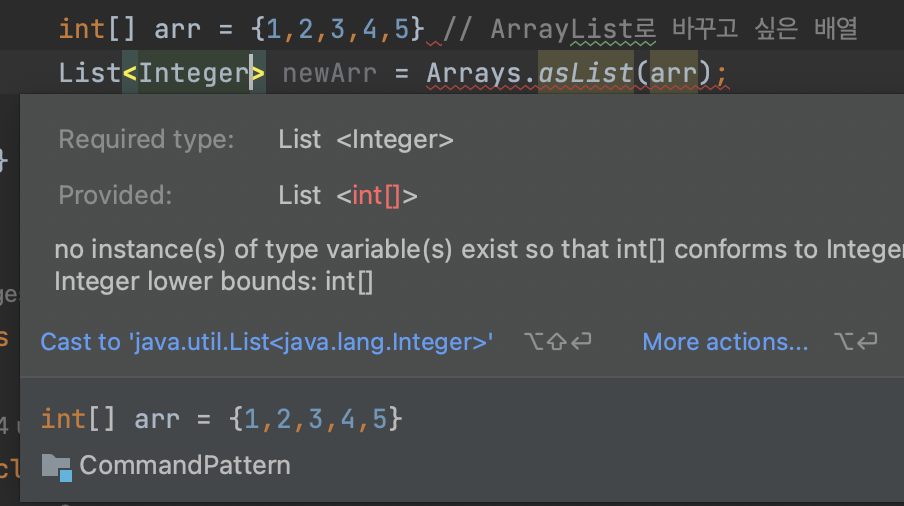 int[] arr = {1,2,3,4,5} // ArrayList로 바꾸고 싶은 배열
List<Integer> newArr = Arrays.asList(arr);
}
Required type: List <Integer>
Provided: List <int[]>
no instance(s) of type variable(s) exist so that int[] conforms to Integer
Integer lower bounds: int[]
Cast to 'java.util.List<java.lang.Integer>' ⌥⇧⏎ More actions... ⌥⏎
int[] arr = {1,2,3,4,5}
CommandPattern